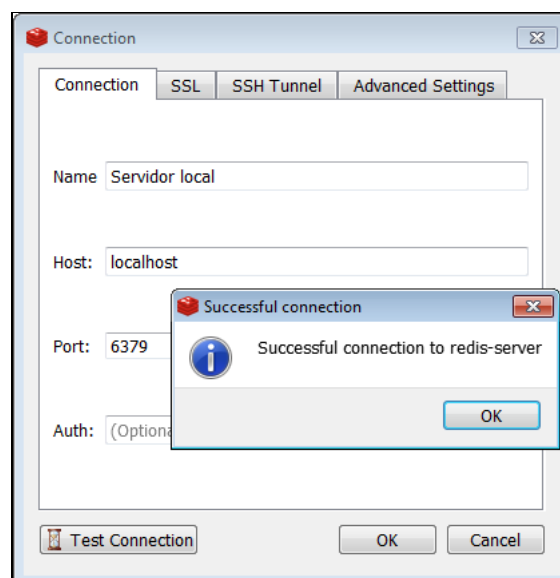 Connection
Connection SSL SSH Tunnel Advanced Settings
Name Servidor local
Host: localhost
Successful connection
Port: 6379
Successful connection to redis-server
OK
Auth:
Test Connection OK Cancel